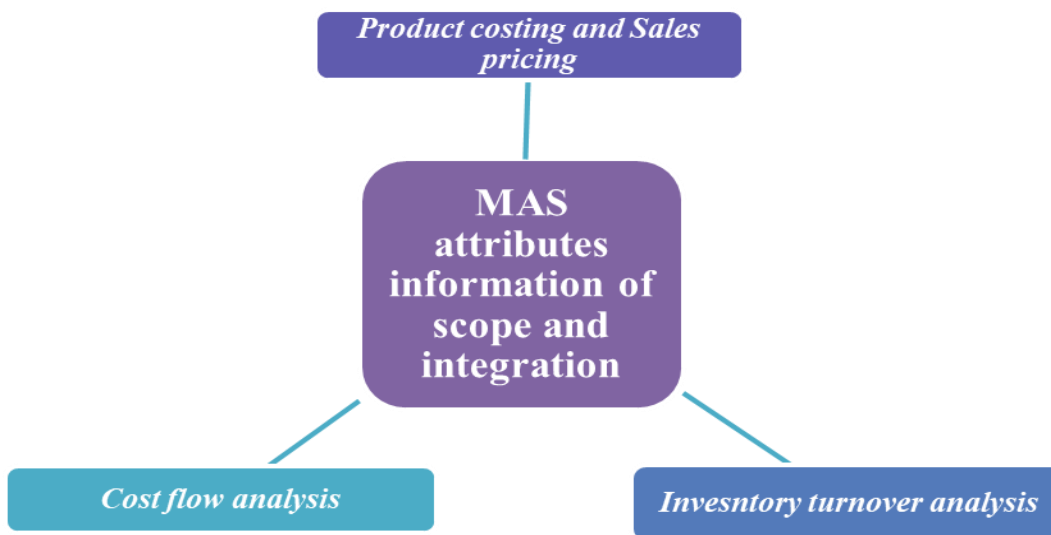 Product costing and Sales
pricing
MAS
attributes
information of
scope and
integration
Cost flow analysis
Invesntory turnover analysis